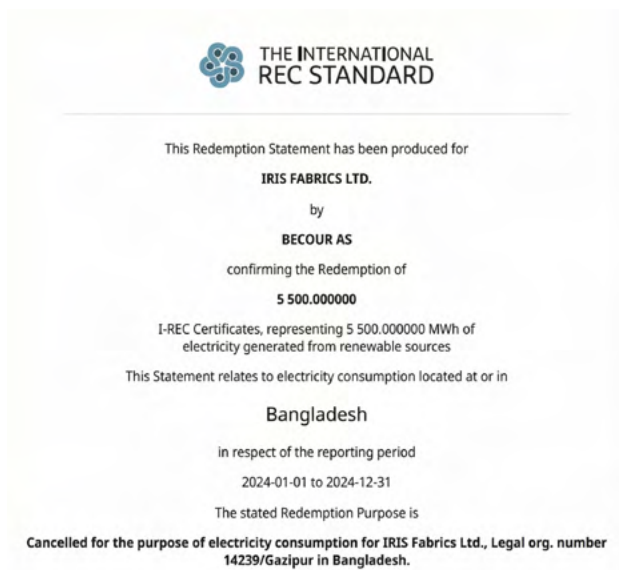 THE INTERNATIONAL
REC STANDARD
This Redemption Statement has been produced for
IRIS FABRICS LTD.
by
BECOUR AS
confirming the Redemption of
5 500.000000
I-REC Certificates, representing 5 500.000000 MWh of
electricity generated from renewable sources
This Statement relates to electricity consumption located at or in
Bangladesh
in respect of the reporting period
2024-01-01 to 2024-12-31
The stated Redemption Purpose is
Cancelled for the purpose of electricity consumption for IRIS Fabrics Ltd., Legal org. number
14239/Gazipur in Bangladesh.